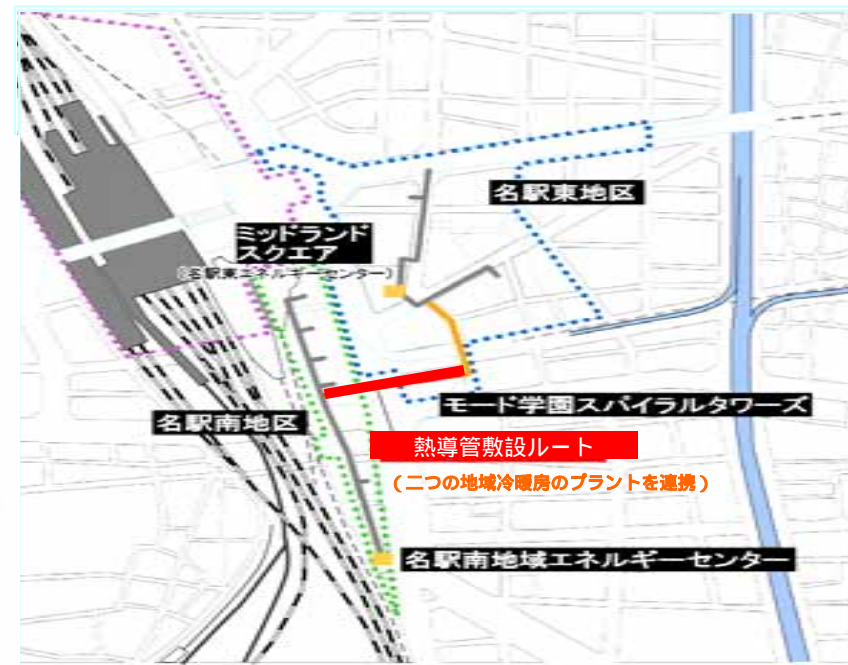 名駅東地区
ミッドランド
スクエア
（名駅東エネルギーセンター）
モード学園スパイラルタワーズ
名駅南地区
熱導管敷設ルート
（二つの地域冷暖房のプラントを連携）
名駅南地域エネルギーセンター